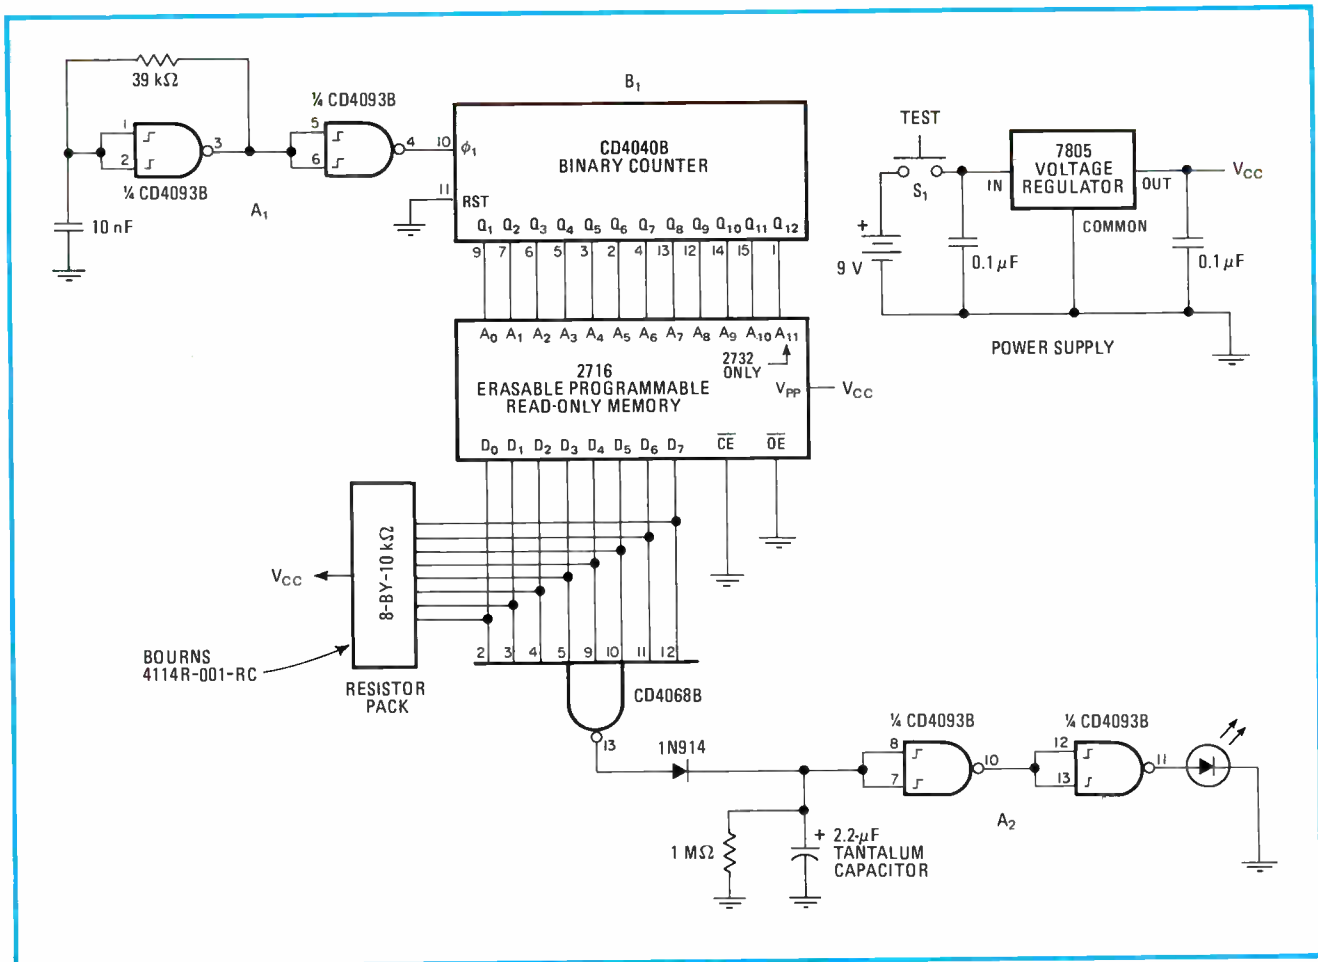 39 kΩ
1
2
3
¼ CD4093B
10 nF
A₁
¼ CD4093B
5
6
4
10
ϕ₁
11
RST
B₁
CD4040B
BINARY COUNTER
Q₁ Q₂ Q₃ Q₄ Q₅ Q₆ Q₇ Q₈ Q₉ Q₁₀ Q₁₁ Q₁₂
9 7 6 5 3 2 4 13 12 14 15 1
TEST
S₁
+
9 V
0.1 μF
IN
7805
VOLTAGE
REGULATOR
OUT
COMMON
V_CC
0.1 μF
POWER SUPPLY
A₀ A₁ A₂ A₃ A₄ A₅ A₆ A₇ A₈ A₉ A₁₀ A₁₁
2732
ONLY
2716
ERASABLE PROGRAMMABLE
READ-ONLY MEMORY
V_PP
V_CC
D₀ D₁ D₂ D₃ D₄ D₅ D₆ D₇ C̅E̅ O̅E̅
8-BY-10 kΩ
V_CC
BOURNS
4114R-001-RC
RESISTOR
PACK
2 3 4 5 9 10 11 12
CD4068B
13
1N914
1 MΩ
+ 2.2-μF
TANTALUM
CAPACITOR
¼ CD4093B
8
7
10
¼ CD4093B
12
13
11
A₂